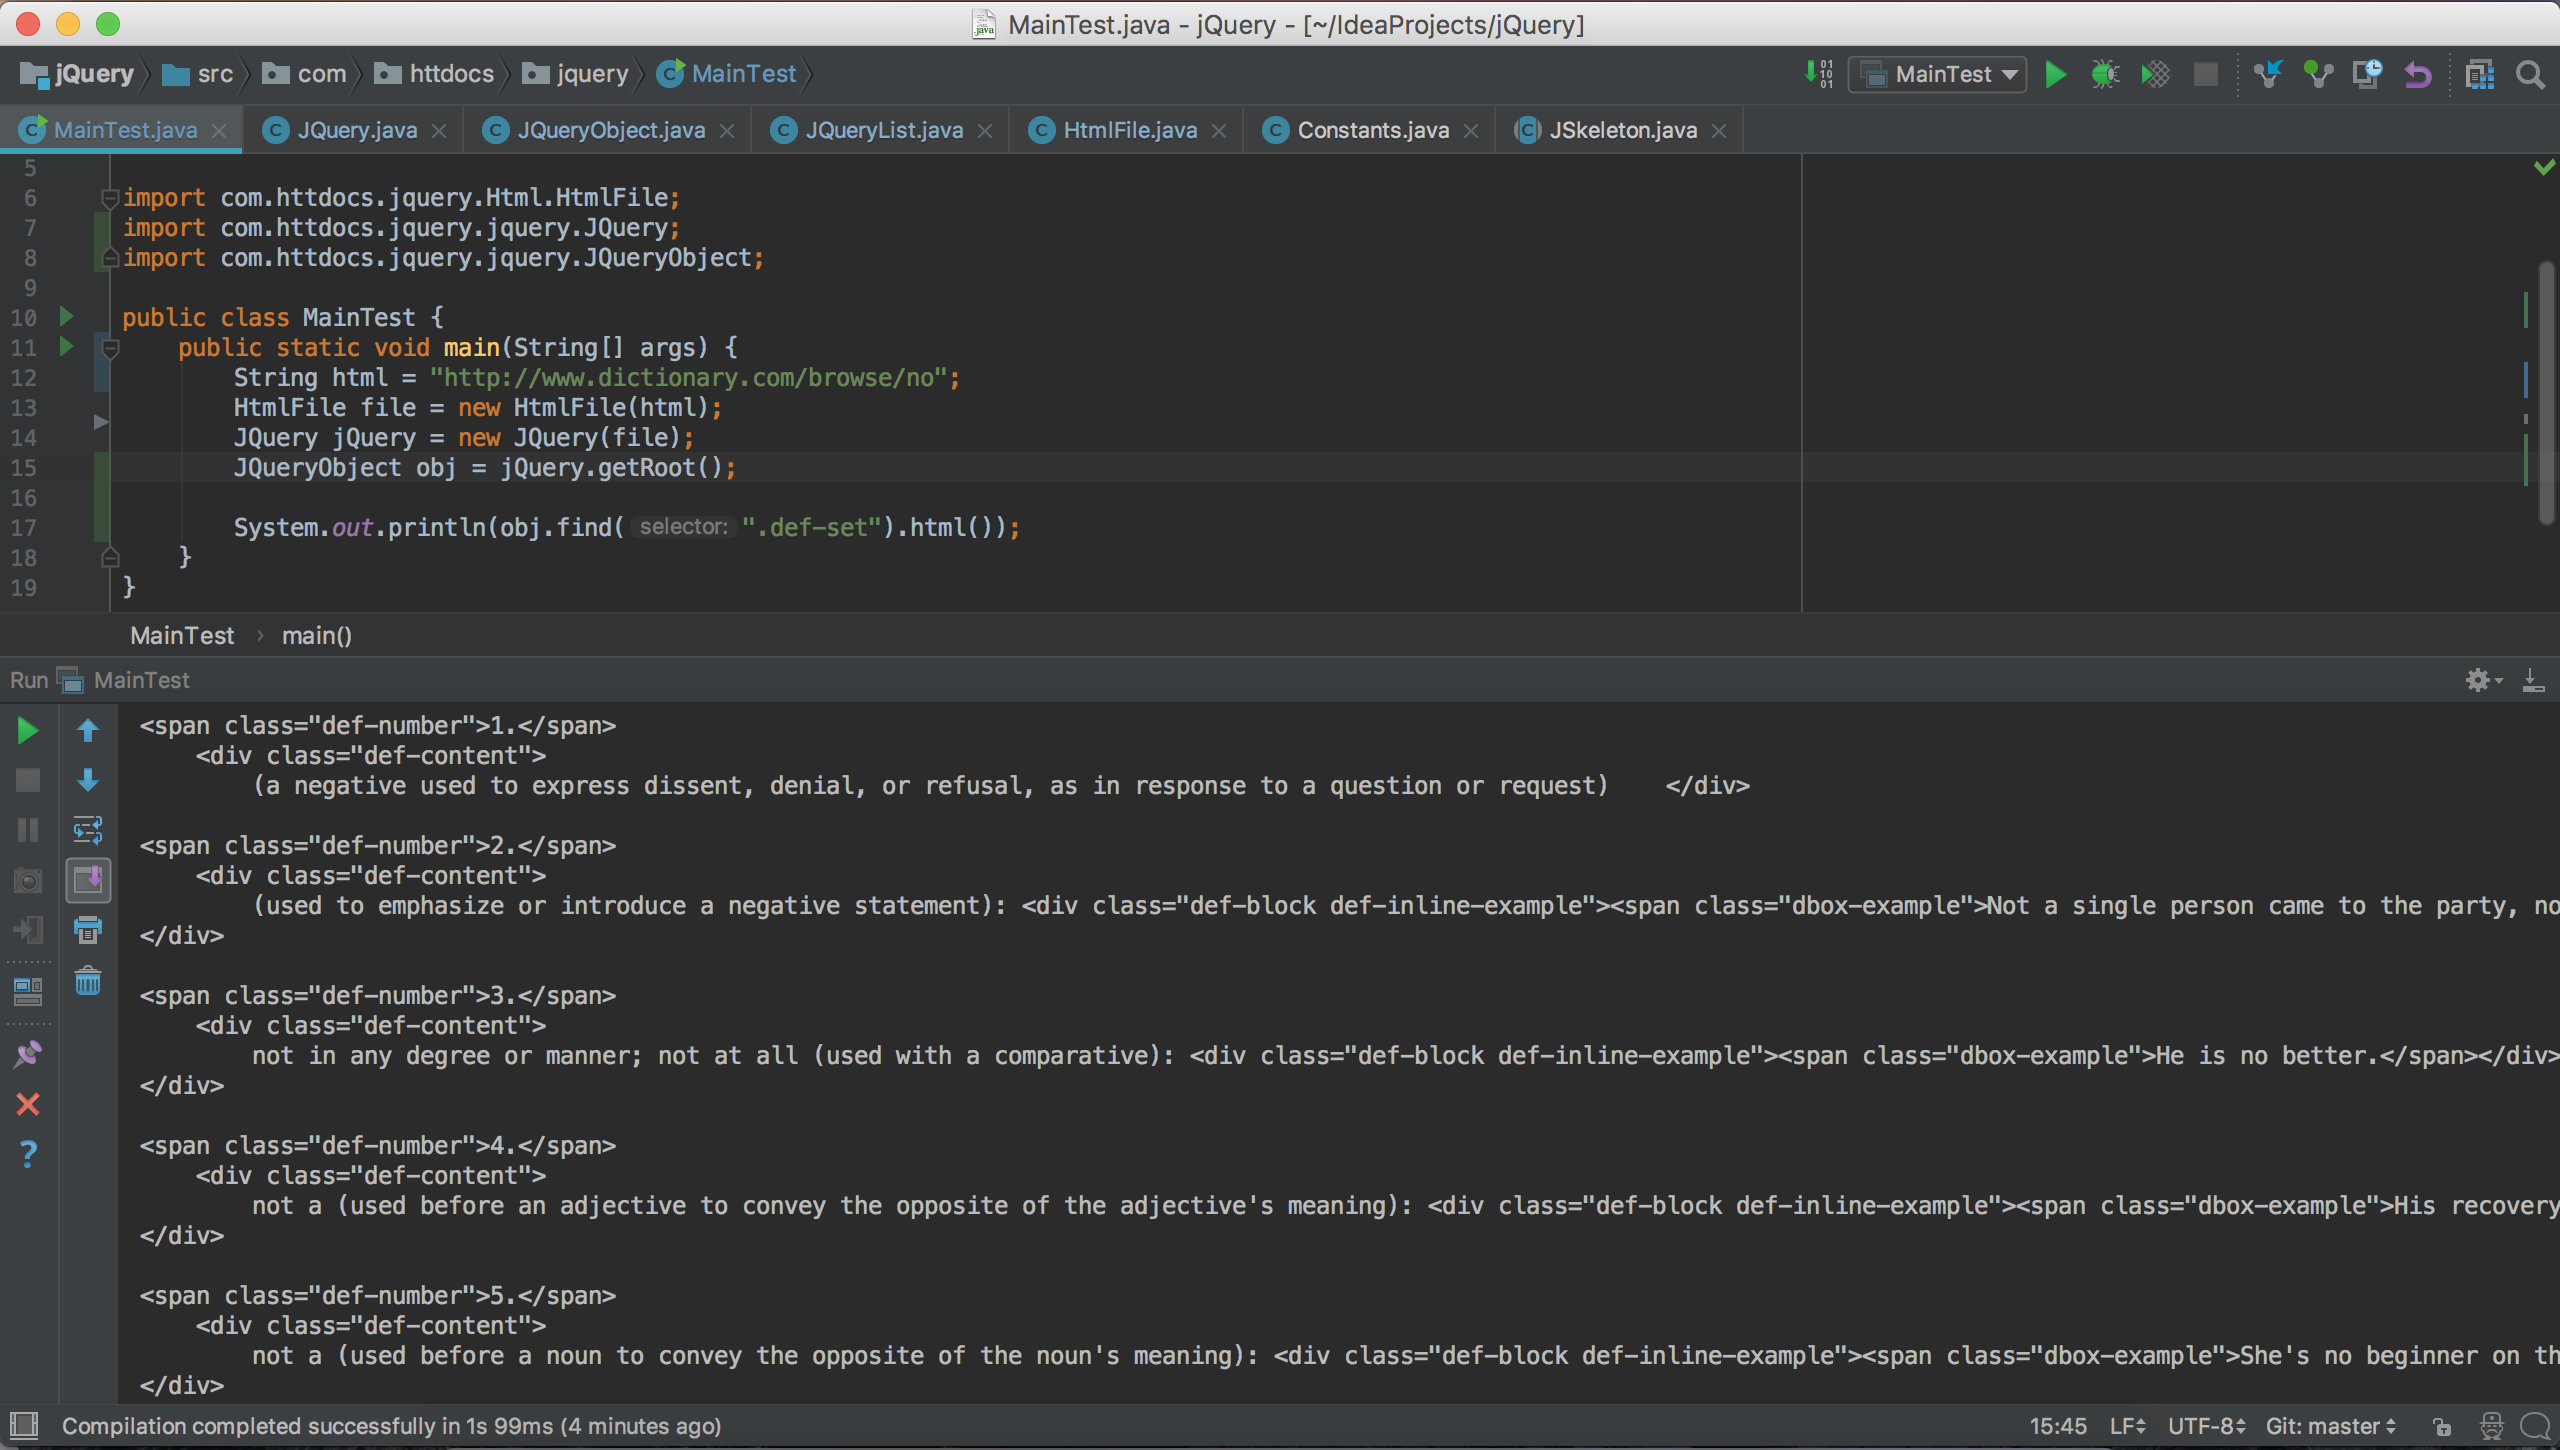 MainTest.java - jQuery - [~/IdeaProjects/jQuery]
jQuery src com httdocs jquery MainTest
MainTest
MainTest.java JQuery.java JQueryObject.java JQueryList.java HtmlFile.java Constants.java JSkeleton.java
5
6 import com.httdocs.jquery.Html.HtmlFile;
7 import com.httdocs.jquery.jquery.JQuery;
8 import com.httdocs.jquery.jquery.JQueryObject;
9
10 public class MainTest {
11     public static void main(String[] args) {
12         String html = "http://www.dictionary.com/browse/no";
13         HtmlFile file = new HtmlFile(html);
14         JQuery jQuery = new JQuery(file);
15         JQueryObject obj = jQuery.getRoot();
16
17         System.out.println(obj.find( selector: ".def-set").html());
18     }
19 }
MainTest › main()
Run MainTest
<span class="def-number">1.</span>
    <div class="def-content">
        (a negative used to express dissent, denial, or refusal, as in response to a question or request)    </div>
<span class="def-number">2.</span>
    <div class="def-content">
        (used to emphasize or introduce a negative statement): <div class="def-block def-inline-example"><span class="dbox-example">Not a single person came to the party, no
</div>
<span class="def-number">3.</span>
    <div class="def-content">
        not in any degree or manner; not at all (used with a comparative): <div class="def-block def-inline-example"><span class="dbox-example">He is no better.</span></div>
</div>
<span class="def-number">4.</span>
    <div class="def-content">
        not a (used before an adjective to convey the opposite of the adjective's meaning): <div class="def-block def-inline-example"><span class="dbox-example">His recovery
</div>
<span class="def-number">5.</span>
    <div class="def-content">
        not a (used before a noun to convey the opposite of the noun's meaning): <div class="def-block def-inline-example"><span class="dbox-example">She's no beginner on th
</div>
Compilation completed successfully in 1s 99ms (4 minutes ago) 15:45 LF UTF-8 Git: master